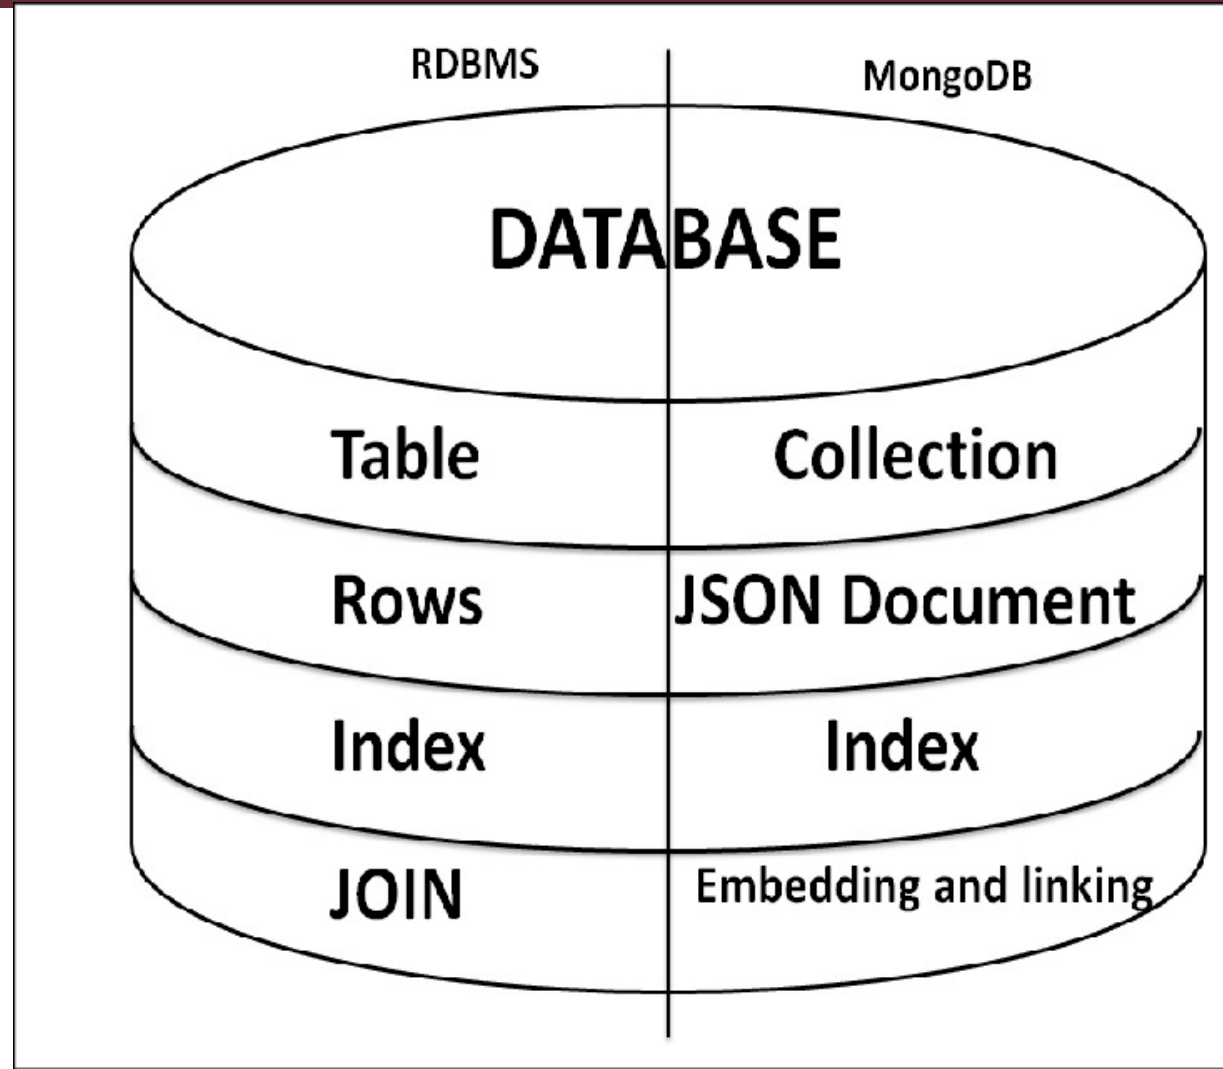 RDBMS MongoDB
DATABASE
Table Collection
Rows JSON Document
Index Index
JOIN Embedding and linking